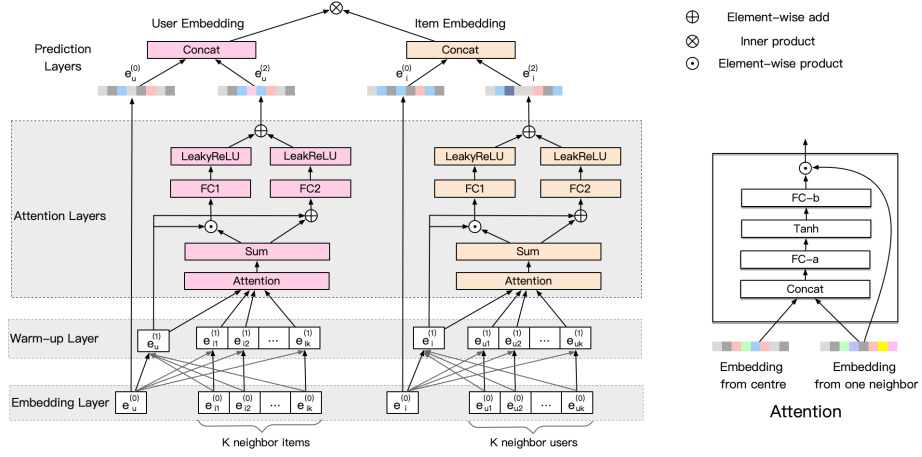 User Embedding
Item Embedding
Prediction
Layers
Concat
Concat
e_u^(0)
e_u^(2)
e_i^(0)
e_i^(2)
Attention Layers
LeakyReLU
LeakReLU
LeakyReLU
LeakReLU
FC1
FC2
FC1
FC2
Sum
Sum
Attention
Attention
Warm-up Layer
e_u^(1)
e_i1^(1) e_i2^(1) ... e_ik^(1)
e_i^(1)
e_u1^(1) e_u2^(1) ... e_uk^(1)
Embedding Layer
e_u^(0)
e_i1^(0) e_i2^(0) ... e_ik^(0)
e_i^(0)
e_u1^(0) e_u2^(0) ... e_uk^(0)
K neighbor items
K neighbor users
Element-wise add
Inner product
Element-wise product
FC-b
Tanh
FC-a
Concat
Embedding
from centre
Embedding
from one neighbor
Attention